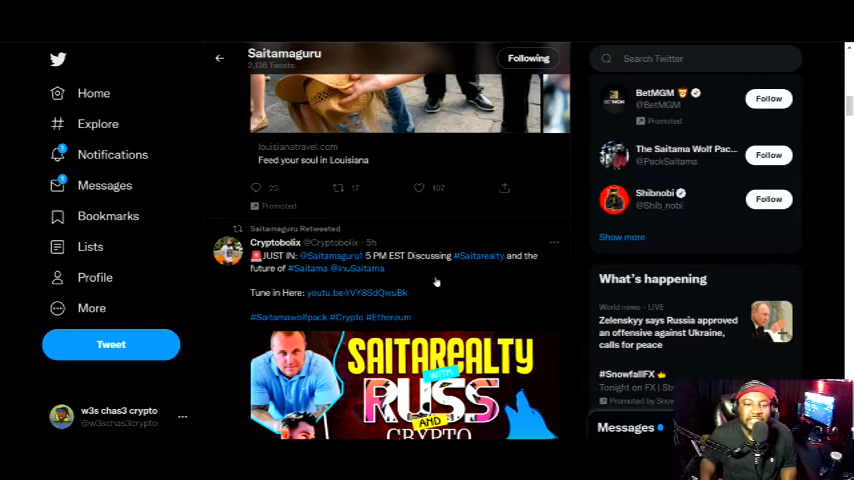 Saitamaguru
2,136 Tweets
Following
Search Twitter
Home
Explore
Notifications
Messages
Bookmarks
Lists
Profile
More
Tweet
w3s chas3 crypto
@w3schas3crypto
louisianatravel.com
Feed your soul in Louisiana
23
17
107
Promoted
Saitamaguru Retweeted
Cryptobolix @Cryptobolix · 5h
JUST IN: @Saitamaguru1 5 PM EST Discussing #Saitarealty and the
future of #Saitama @InuSaitama
Tune in Here: youtu.be/rVY8SdQwuBk
#Saitamawolfpack #Crypto #Ethereum
SAITAREALTY
WITH
RUSS
AND
CRYPTO
BetMGM
@BetMGM
Promoted
Follow
The Saitama Wolf Pac...
@PackSaitama
Follow
Shibnobi
@Shib_nobi
Follow
Show more
What's happening
World news · LIVE
Zelenskyy says Russia approved
an offensive against Ukraine,
calls for peace
#SnowfallFX
Tonight on FX | St
Promoted by Snow
Messages